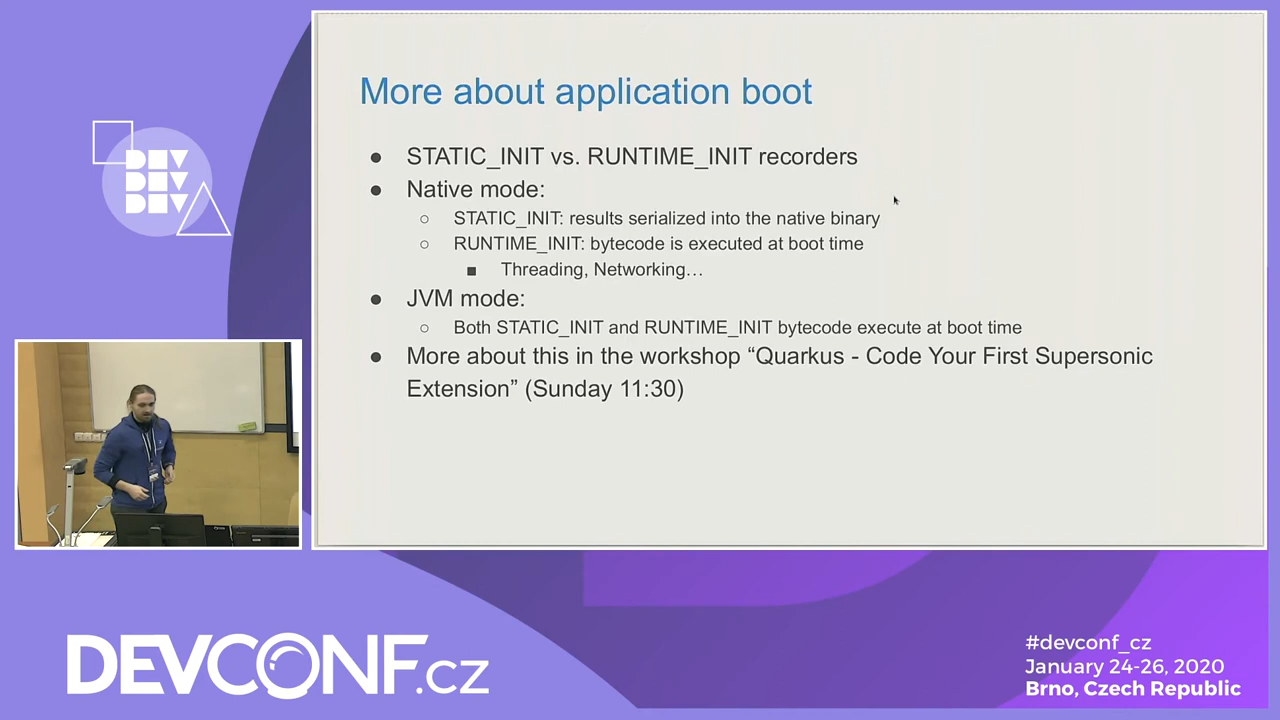 More about application boot
● STATIC_INIT vs. RUNTIME_INIT recorders
● Native mode:
○ STATIC_INIT: results serialized into the native binary
○ RUNTIME_INIT: bytecode is executed at boot time
■ Threading, Networking…
● JVM mode:
○ Both STATIC_INIT and RUNTIME_INIT bytecode execute at boot time
● More about this in the workshop “Quarkus - Code Your First Supersonic
Extension” (Sunday 11:30)
DEV
DEV
DEV
DEVCONF.cz
#devconf_cz
January 24-26, 2020
Brno, Czech Republic